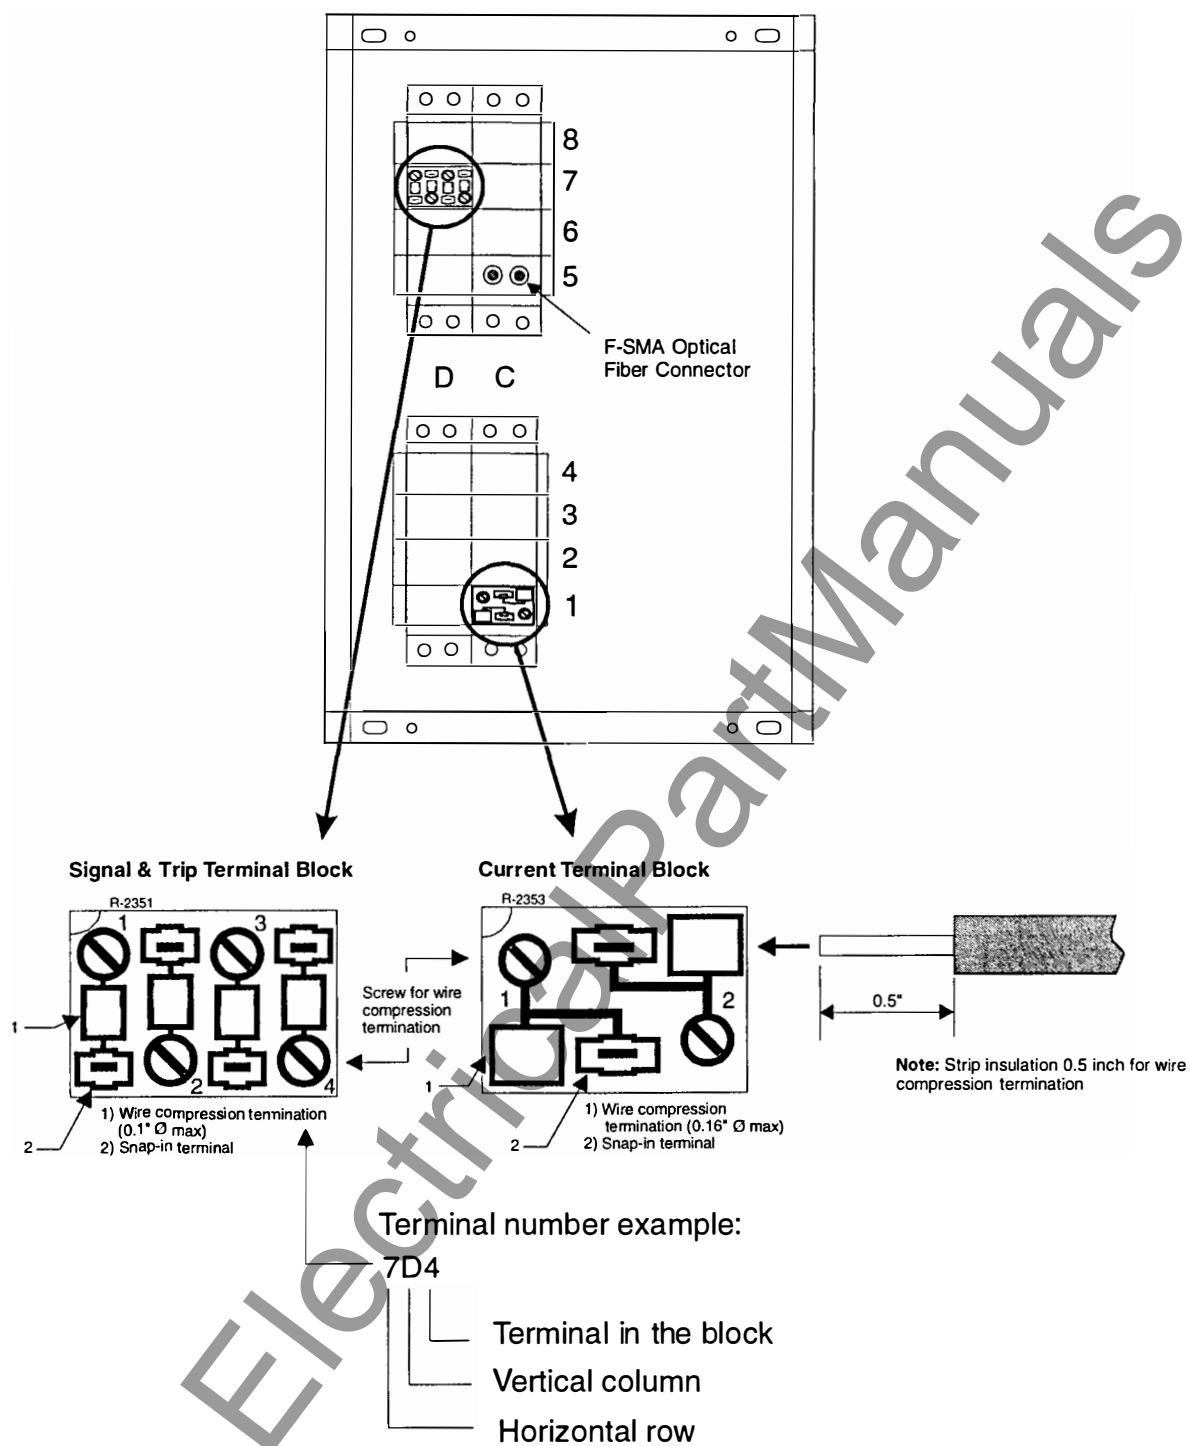 8
7
6
5
F-SMA Optical
Fiber Connector
D C
4
3
2
1
Signal & Trip Terminal Block
R-2351
1 3
2 4
1
2
1) Wire compression termination
(0.1" Ø max)
2) Snap-in terminal
Screw for wire
compression
termination
Current Terminal Block
R-2353
1
2
1
2
1) Wire compression
termination (0.16" Ø max)
2) Snap-in terminal
0.5"
Note: Strip insulation 0.5 inch for wire
compression termination
Terminal number example:
7D4
Terminal in the block
Vertical column
Horizontal row
ElectricalPartManuals